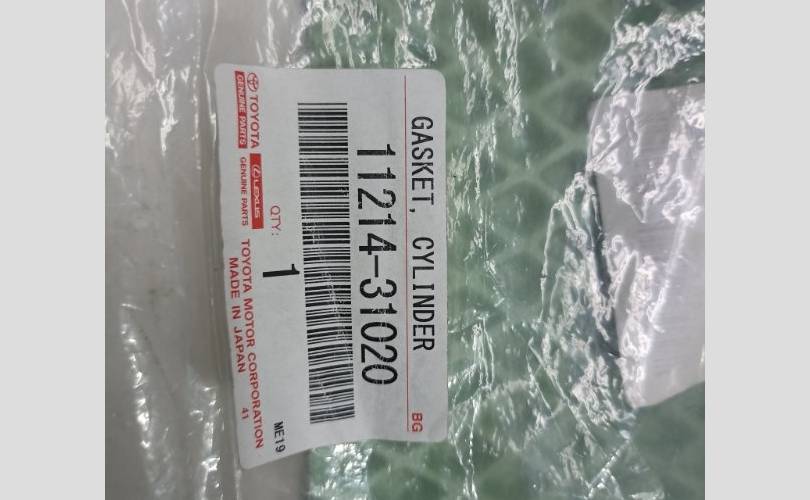 GASKET, CYLINDER BG
11214-31020
QTY: 1
ME19
TOYOTA
GENUINE PARTS
LEXUS
GENUINE PARTS
TOYOTA MOTOR CORPORATION
MADE IN JAPAN 41